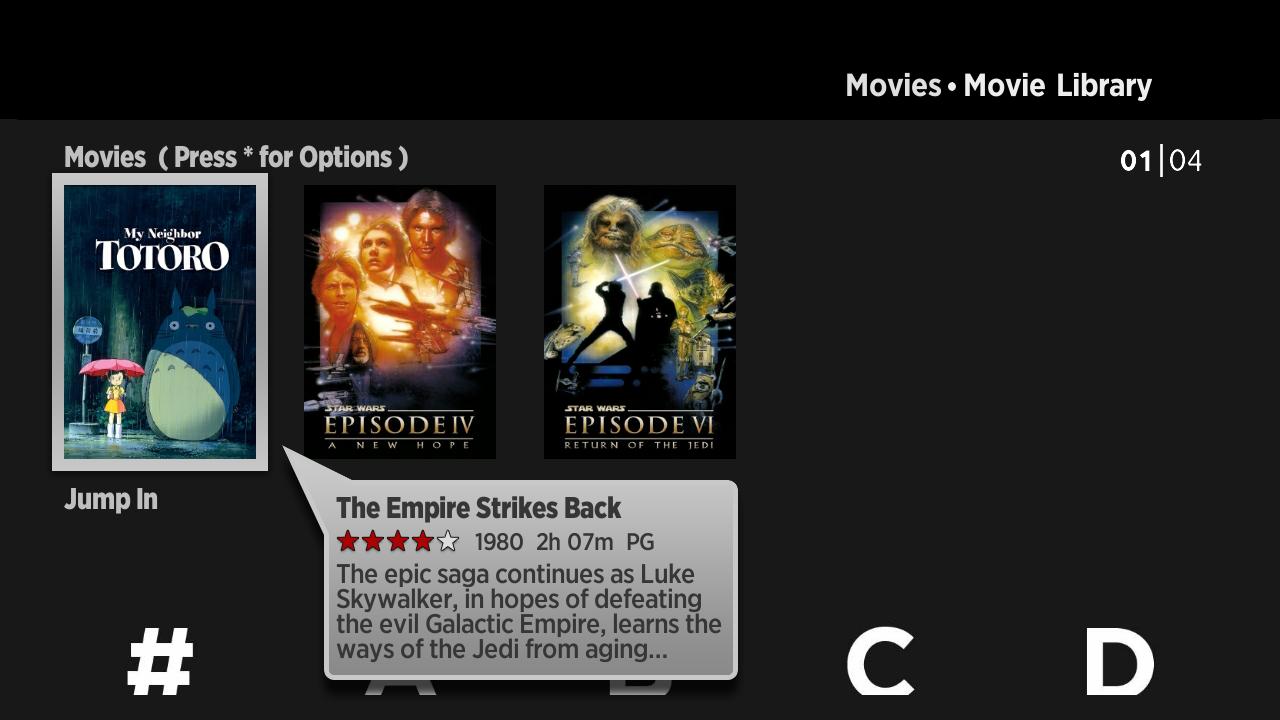 Movies • Movie Library
Movies ( Press * for Options )
01|04
My Neighbor
TOTORO
STAR WARS
EPISODE IV
A NEW HOPE
STAR WARS
EPISODE VI
RETURN OF THE JEDI
Jump In
The Empire Strikes Back
1980 2h 07m PG
The epic saga continues as Luke
Skywalker, in hopes of defeating
the evil Galactic Empire, learns the
ways of the Jedi from aging...
# A B C D